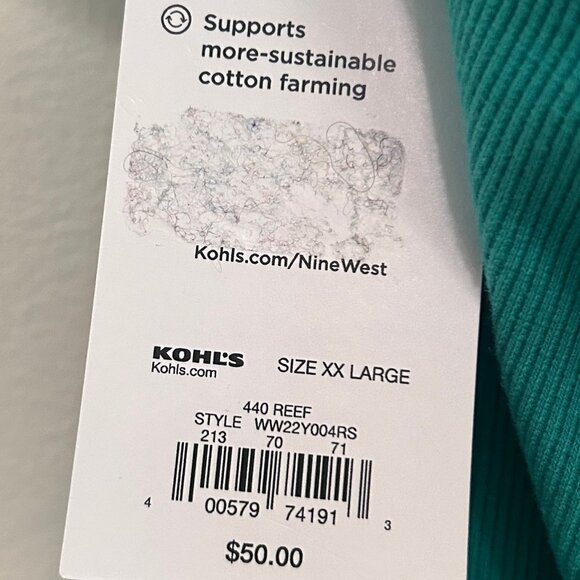 Supports
more-sustainable
cotton farming
Kohls.com/NineWest
KOHL'S
Kohls.com
SIZE XX LARGE
440 REEF
STYLE WW22Y004RS
213 70 71
4 00579 74191 3
$50.00